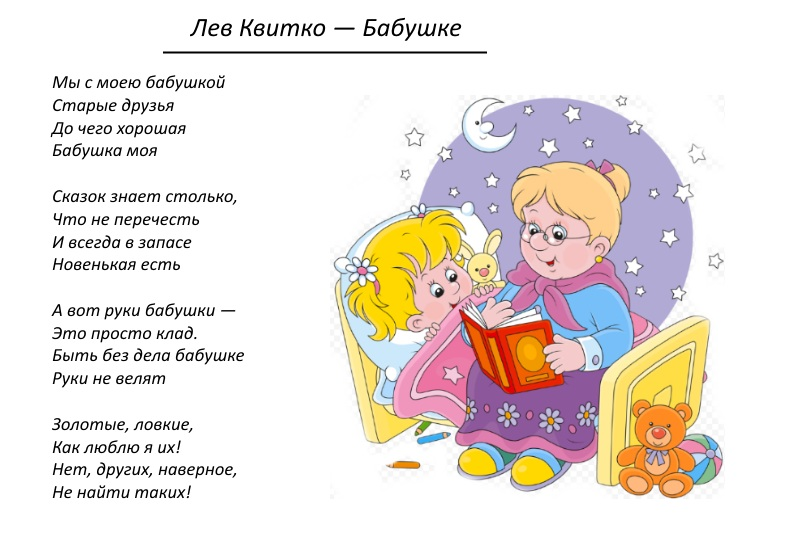 Лев Квитко — Бабушке
Мы с моею бабушкой
Старые друзья
До чего хорошая
Бабушка моя
Сказок знает столько,
Что не перечесть
И всегда в запасе
Новенькая есть
А вот руки бабушки —
Это просто клад.
Быть без дела бабушке
Руки не велят
Золотые, ловкие,
Как люблю я их!
Нет, других, наверное,
Не найти таких!